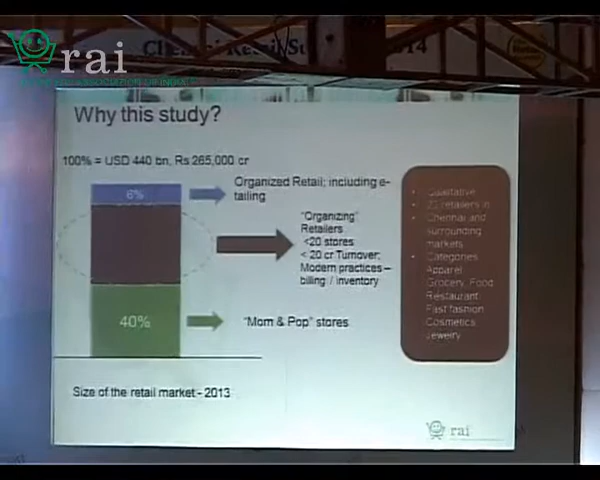 rai
Why this study?
100% = USD 440 bn, Rs 265,000 cr
6%
Organized Retail; including e-
tailing
"Organizing"
Retailers
<20 stores
< 20 cr Turnover;
Modern practices –
billing / inventory
40%
"Mom & Pop" stores
• Qualitative
• 22 retailers in
• Chennai and
surrounding
markets
• Categories
Apparel
Grocery, Food
Restaurant
Fast fashion
Cosmetics
Jewelry
Size of the retail market - 2013
rai